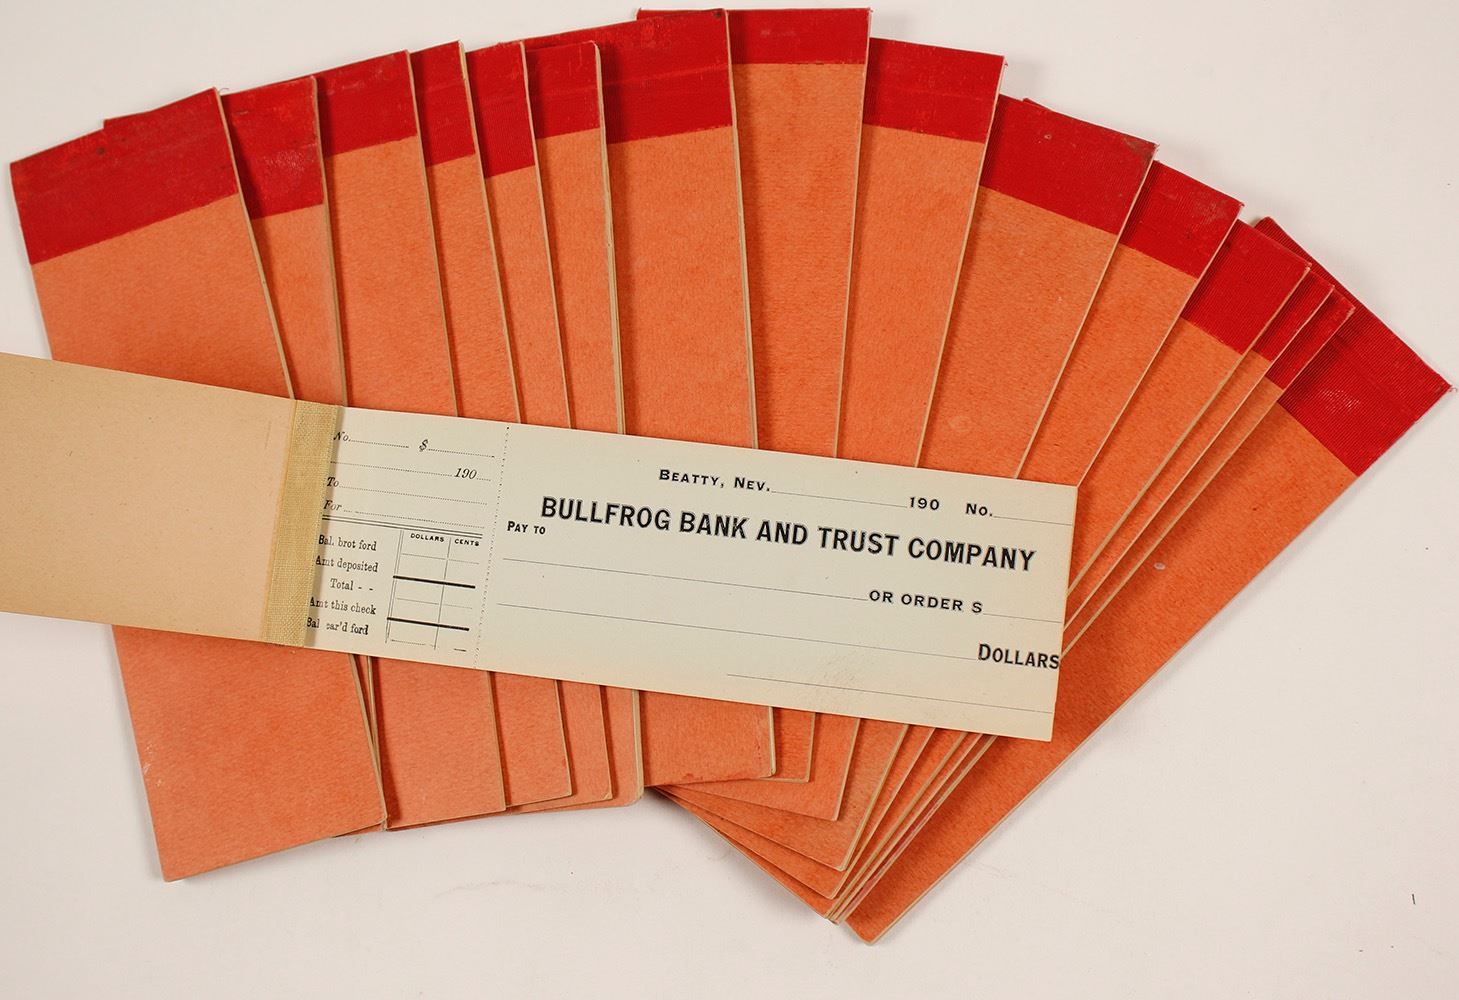 No. $
190
To
For
DOLLARS CENTS
Bal. brot ford
Amt deposited
Total - -
Amt this check
Bal car'd ford
BEATTY, NEV. 190 No.
BULLFROG BANK AND TRUST COMPANY
PAY TO
OR ORDER $
DOLLARS